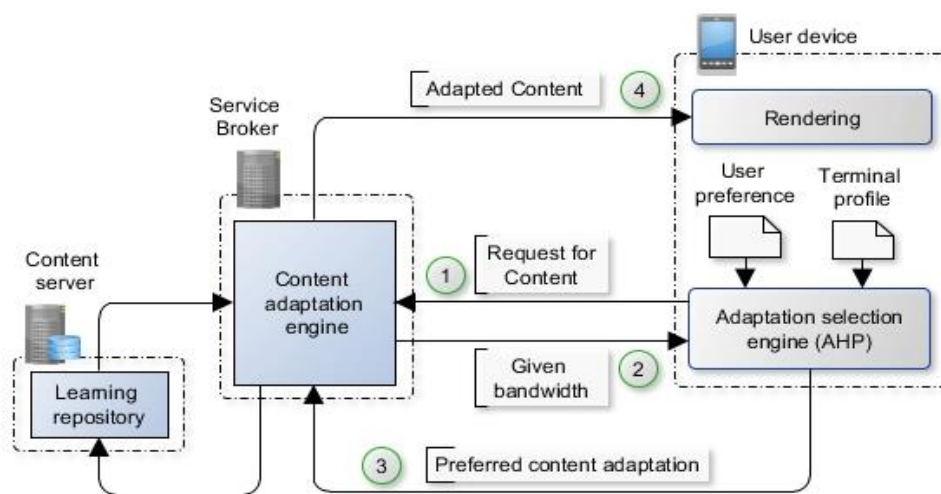 User device
Adapted Content
4
Service
Broker
Rendering
User
preference
Terminal
profile
Content
server
Content
adaptation
engine
1
Request for
Content
Adaptation selection
engine (AHP)
Given
bandwidth
2
Learning
repository
3
Preferred content adaptation